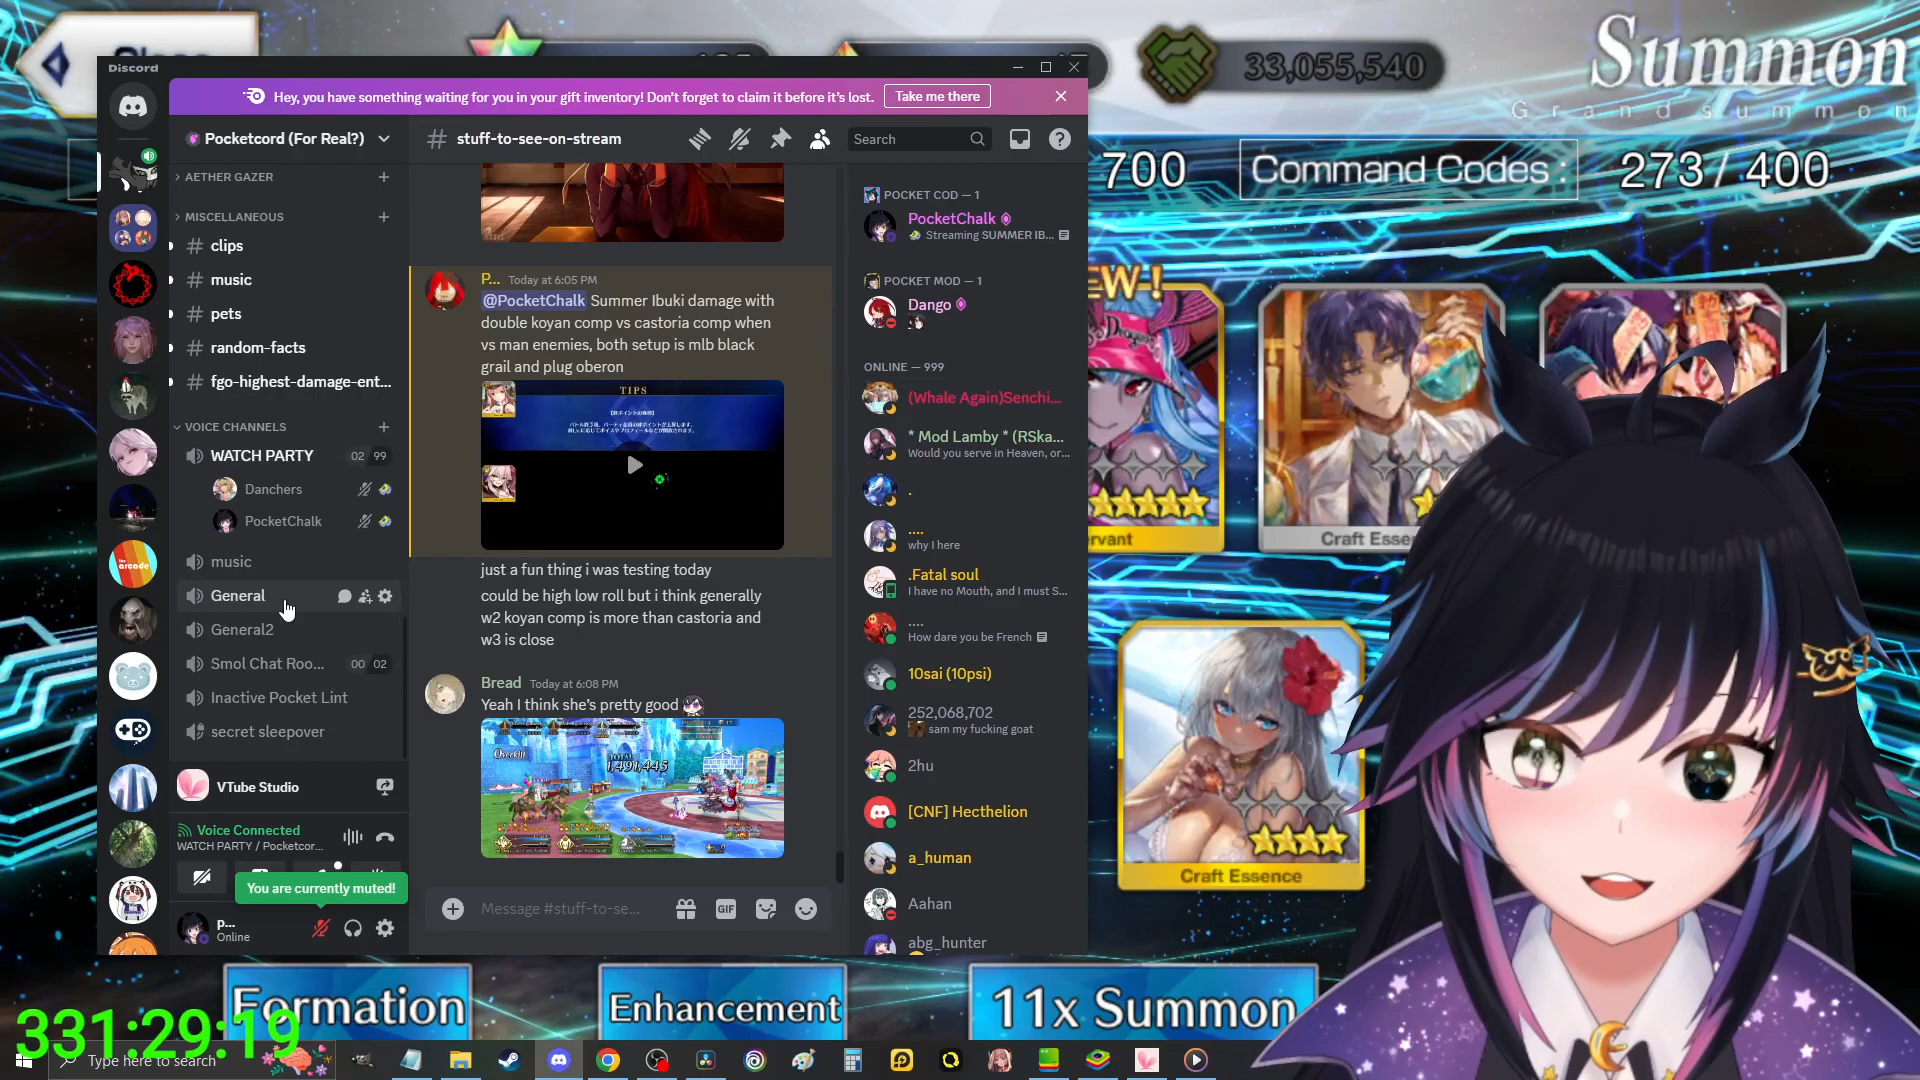 Discord
33,055,540
Summon
Grandsummon
Hey, you have something waiting for you in your gift inventory! Don't forget to claim it before it's lost.
Take me there
Pocketcord (For Real?)
stuff-to-see-on-stream
Search
700
Command Codes :
273 / 400
AETHER GAZER
MISCELLANEOUS
clips
music
pets
random-facts
fgo-highest-damage-ent...
VOICE CHANNELS
WATCH PARTY
02 99
Danchers
PocketChalk
music
General
General2
Smol Chat Roo...
00 02
Inactive Pocket Lint
secret sleepover
VTube Studio
Voice Connected
WATCH PARTY / Pocketcor...
You are currently muted!
p...
Online
P... Today at 6:05 PM
@PocketChalk Summer Ibuki damage with
double koyan comp vs castoria comp when
vs man enemies, both setup is mlb black
grail and plug oberon
TIPS
just a fun thing i was testing today
could be high low roll but i think generally
w2 koyan comp is more than castoria and
w3 is close
Bread Today at 6:08 PM
Yeah I think she's pretty good
Overkill
TOTAL
1,491,445
Message #stuff-to-se...
GIF
POCKET COD — 1
PocketChalk
Streaming SUMMER IB...
POCKET MOD — 1
Dango
ONLINE — 999
(Whale Again)Senchi...
* Mod Lamby * (RSka...
Would you serve in Heaven, or...
.
....
why I here
.Fatal soul
I have no Mouth, and I must S...
....
How dare you be French
10sai (10psi)
252,068,702
sam my fucking goat
2hu
[CNF] Hecthelion
a_human
Aahan
abg_hunter
the
arcade
EW!
rvant
Craft Esse
Craft Essence
Formation
Enhancement
11x Summon
331:29:19
Type here to search